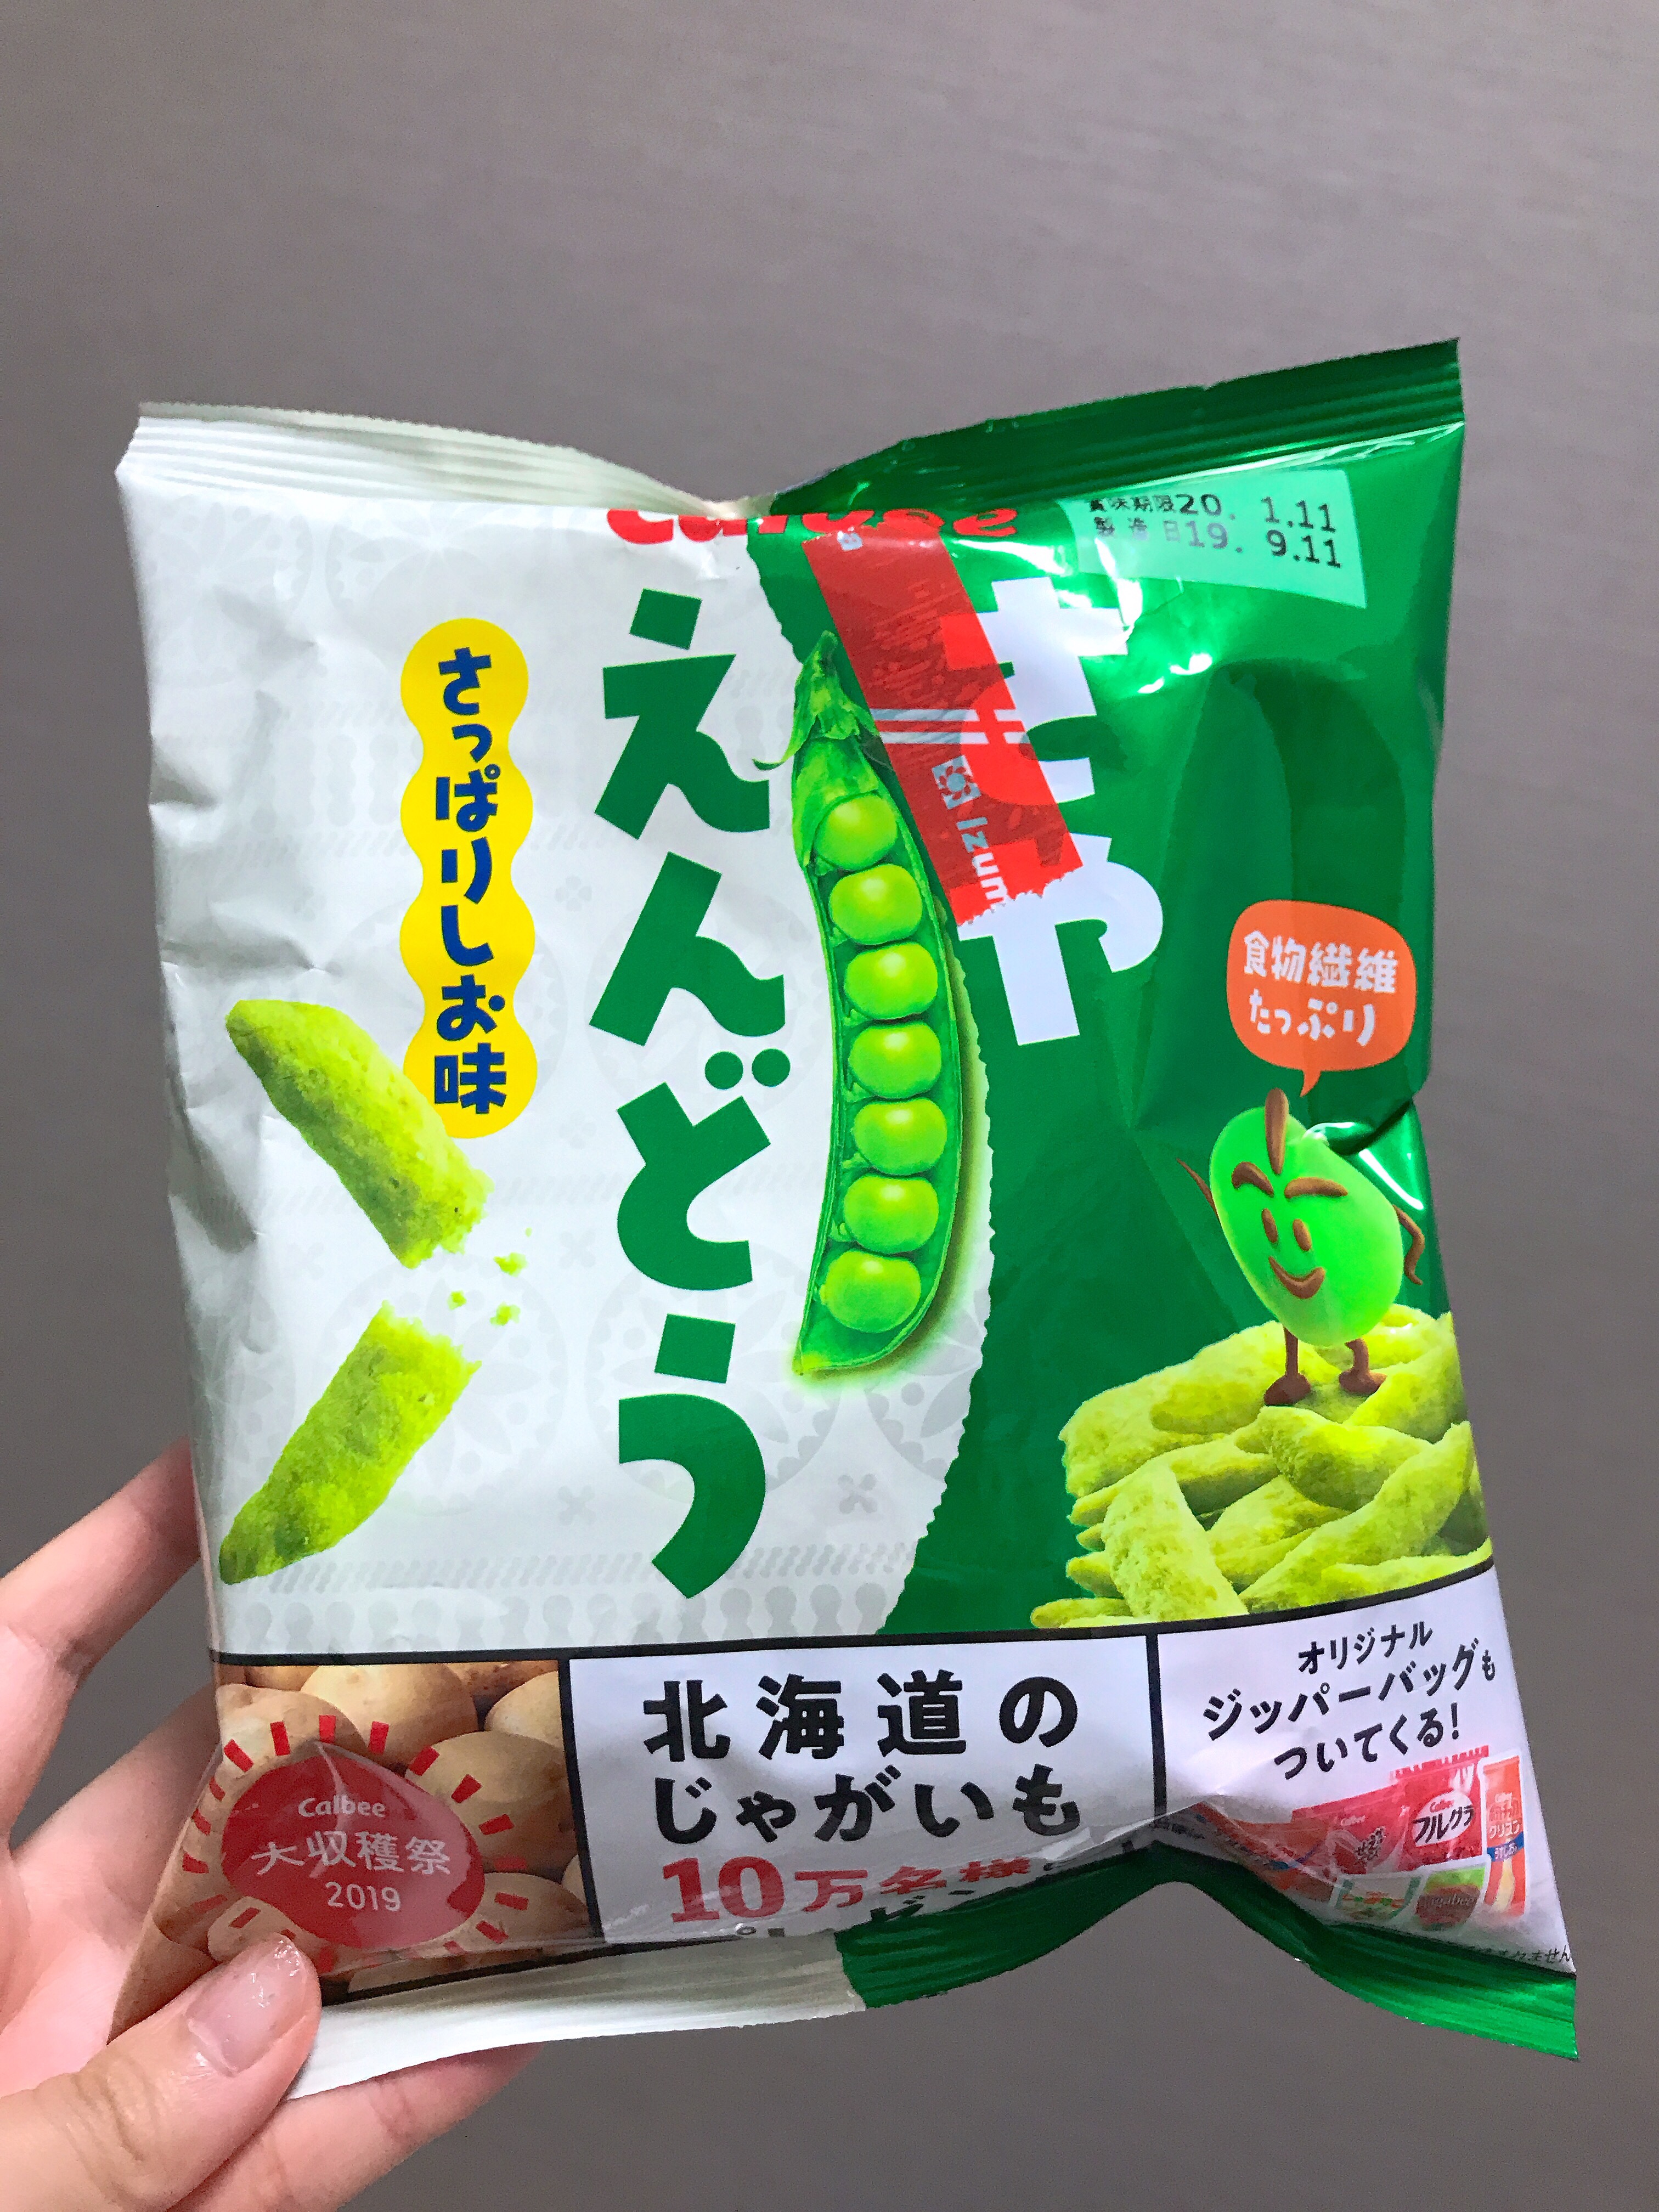 Calbee
賞味期限20. 1.11
製造日19. 9.11
さや
えんどう
さっぱりしお味
Izum
食物繊維
たっぷり
Calbee
大収穫祭
2019
北海道の
じゃがいも
10万名様
オリジナル
ジッパーバッグも
ついてくる!
Calbee
フルグラ
Jagabee